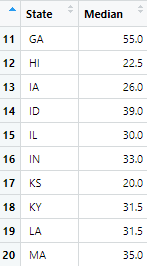 State Median
11 GA 55.0
12 HI 22.5
13 IA 26.0
14 ID 39.0
15 IL 30.0
16 IN 33.0
17 KS 20.0
18 KY 31.5
19 LA 31.5
20 MA 35.0